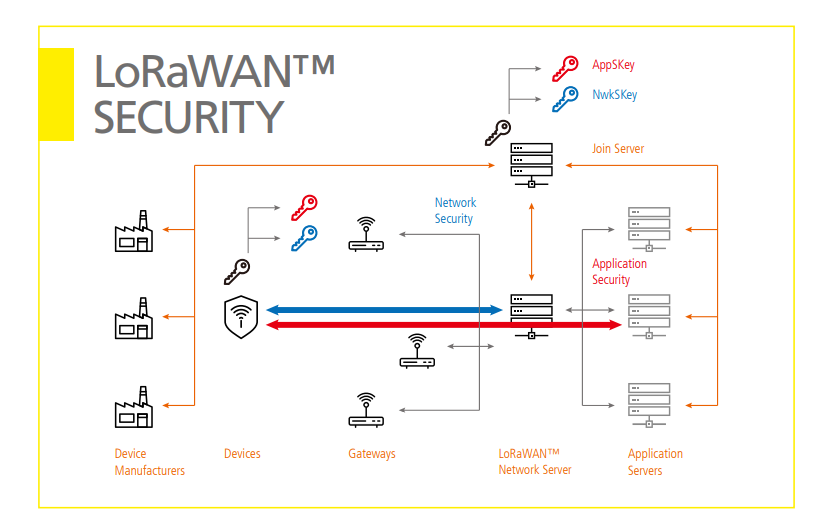 LoRaWAN™
SECURITY
AppSKey
NwkSKey
Join Server
Network
Security
Application
Security
Device
Manufacturers
Devices
Gateways
LoRaWAN™
Network Server
Application
Servers